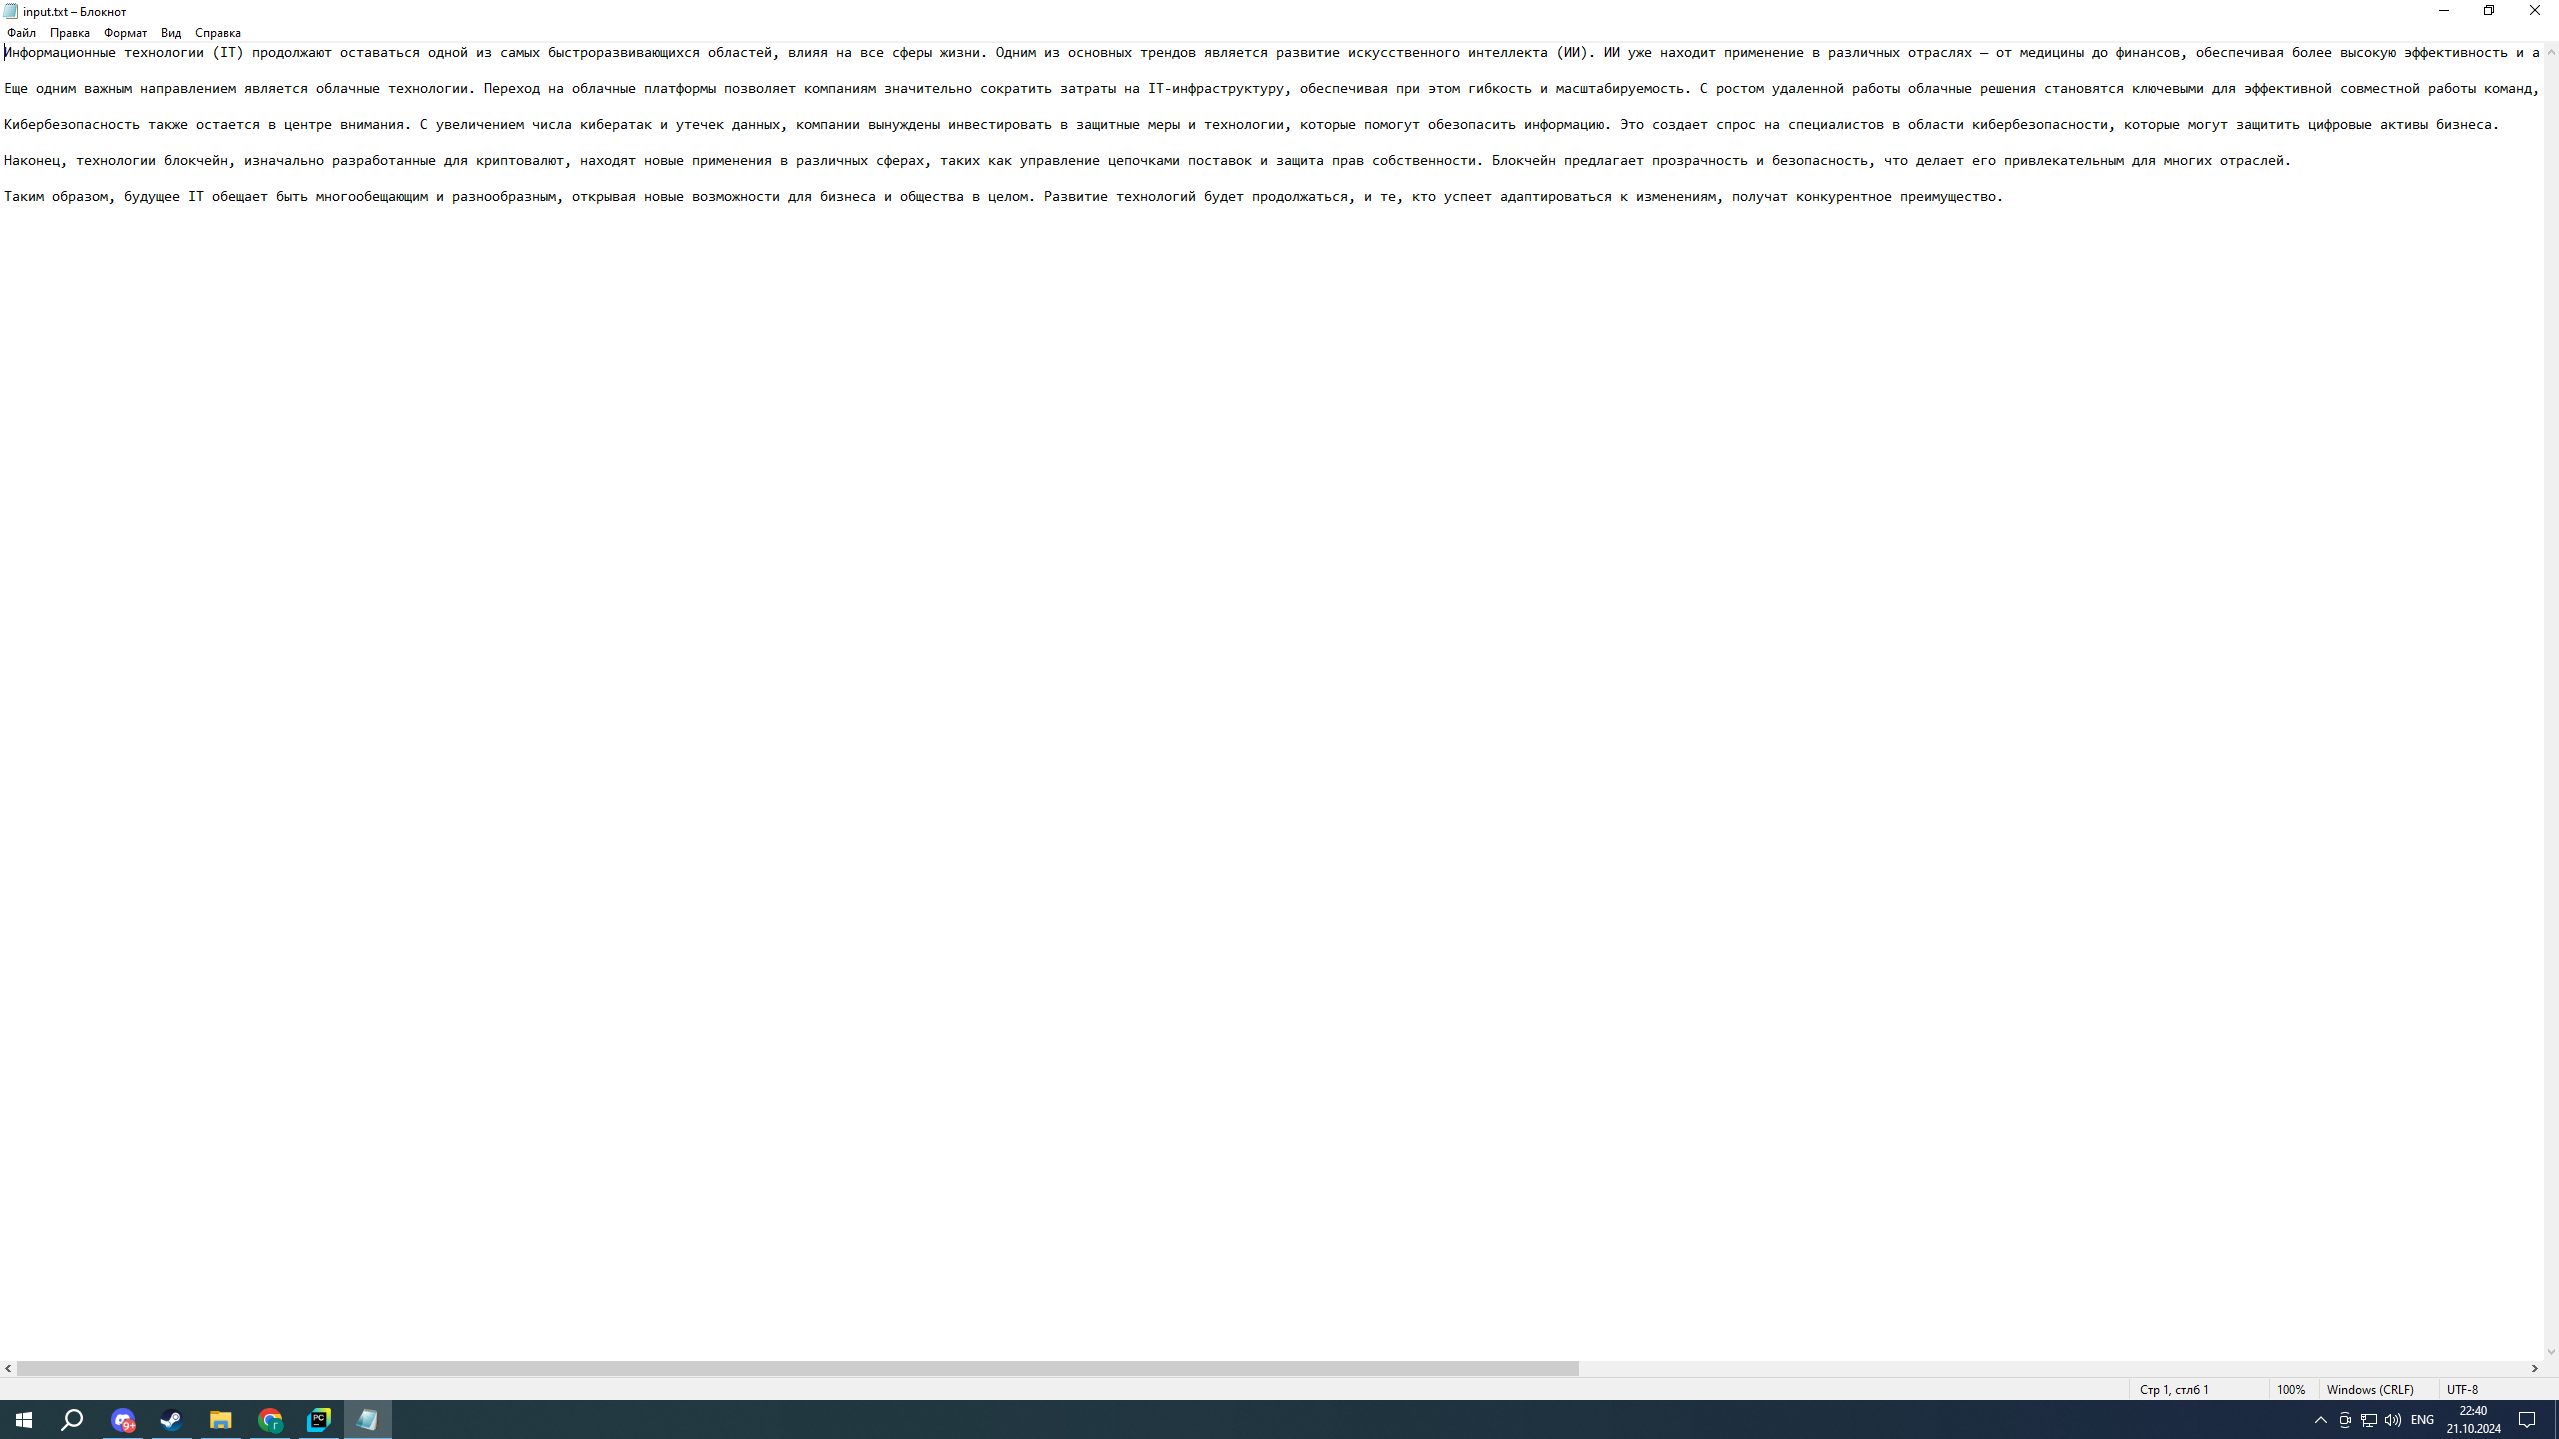 input.txt – Блокнот
Файл Правка Формат Вид Справка
Информационные технологии (IT) продолжают оставаться одной из самых быстроразвивающихся областей, влияя на все сферы жизни. Одним из основных трендов является развитие искусственного интеллекта (ИИ). ИИ уже находит применение в различных отраслях — от медицины до финансов, обеспечивая более высокую эффективность и а
Еще одним важным направлением является облачные технологии. Переход на облачные платформы позволяет компаниям значительно сократить затраты на IT-инфраструктуру, обеспечивая при этом гибкость и масштабируемость. С ростом удаленной работы облачные решения становятся ключевыми для эффективной совместной работы команд,
Кибербезопасность также остается в центре внимания. С увеличением числа кибератак и утечек данных, компании вынуждены инвестировать в защитные меры и технологии, которые помогут обезопасить информацию. Это создает спрос на специалистов в области кибербезопасности, которые могут защитить цифровые активы бизнеса.
Наконец, технологии блокчейн, изначально разработанные для криптовалют, находят новые применения в различных сферах, таких как управление цепочками поставок и защита прав собственности. Блокчейн предлагает прозрачность и безопасность, что делает его привлекательным для многих отраслей.
Таким образом, будущее IT обещает быть многообещающим и разнообразным, открывая новые возможности для бизнеса и общества в целом. Развитие технологий будет продолжаться, и те, кто успеет адаптироваться к изменениям, получат конкурентное преимущество.
Стр 1, стлб 1 100% Windows (CRLF) UTF-8
9+ г PC ENG 22:40
21.10.2024